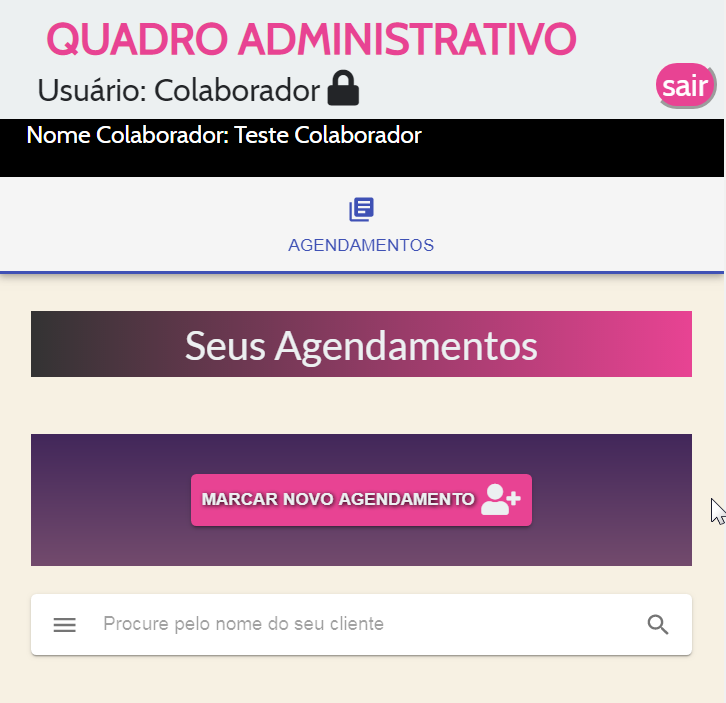 QUADRO ADMINISTRATIVO
Usuário: Colaborador
sair
Nome Colaborador: Teste Colaborador
AGENDAMENTOS
Seus Agendamentos
MARCAR NOVO AGENDAMENTO
Procure pelo nome do seu cliente